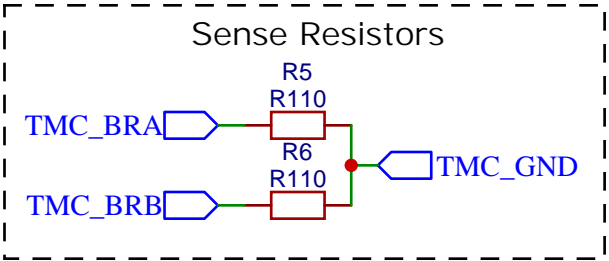 Sense Resistors
R5
R110
TMC_BRA
R6
R110
TMC_GND
TMC_BRB